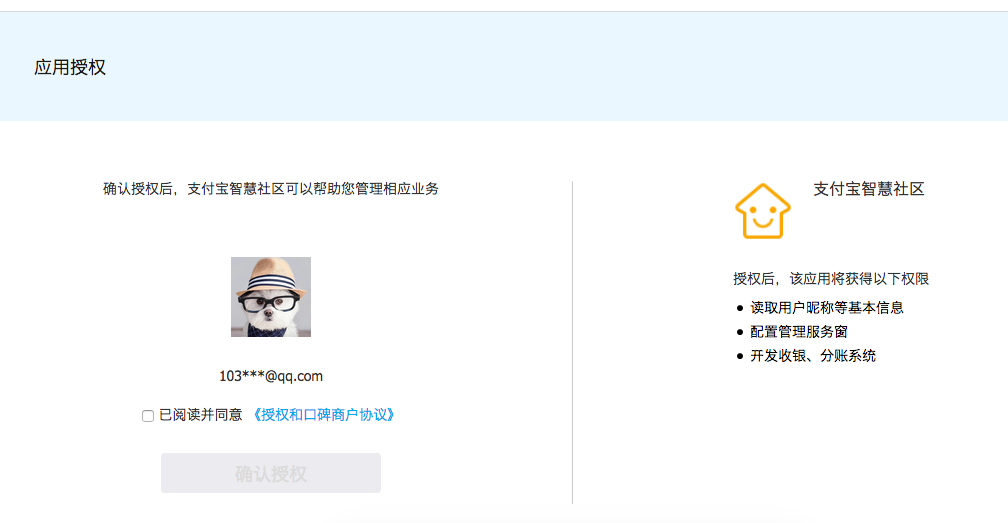 应用授权
确认授权后，支付宝智慧社区可以帮助您管理相应业务
103***@qq.com
已阅读并同意 《授权和口碑商户协议》
确认授权
支付宝智慧社区
授权后，该应用将获得以下权限
● 读取用户昵称等基本信息
● 配置管理服务窗
● 开发收银、分账系统